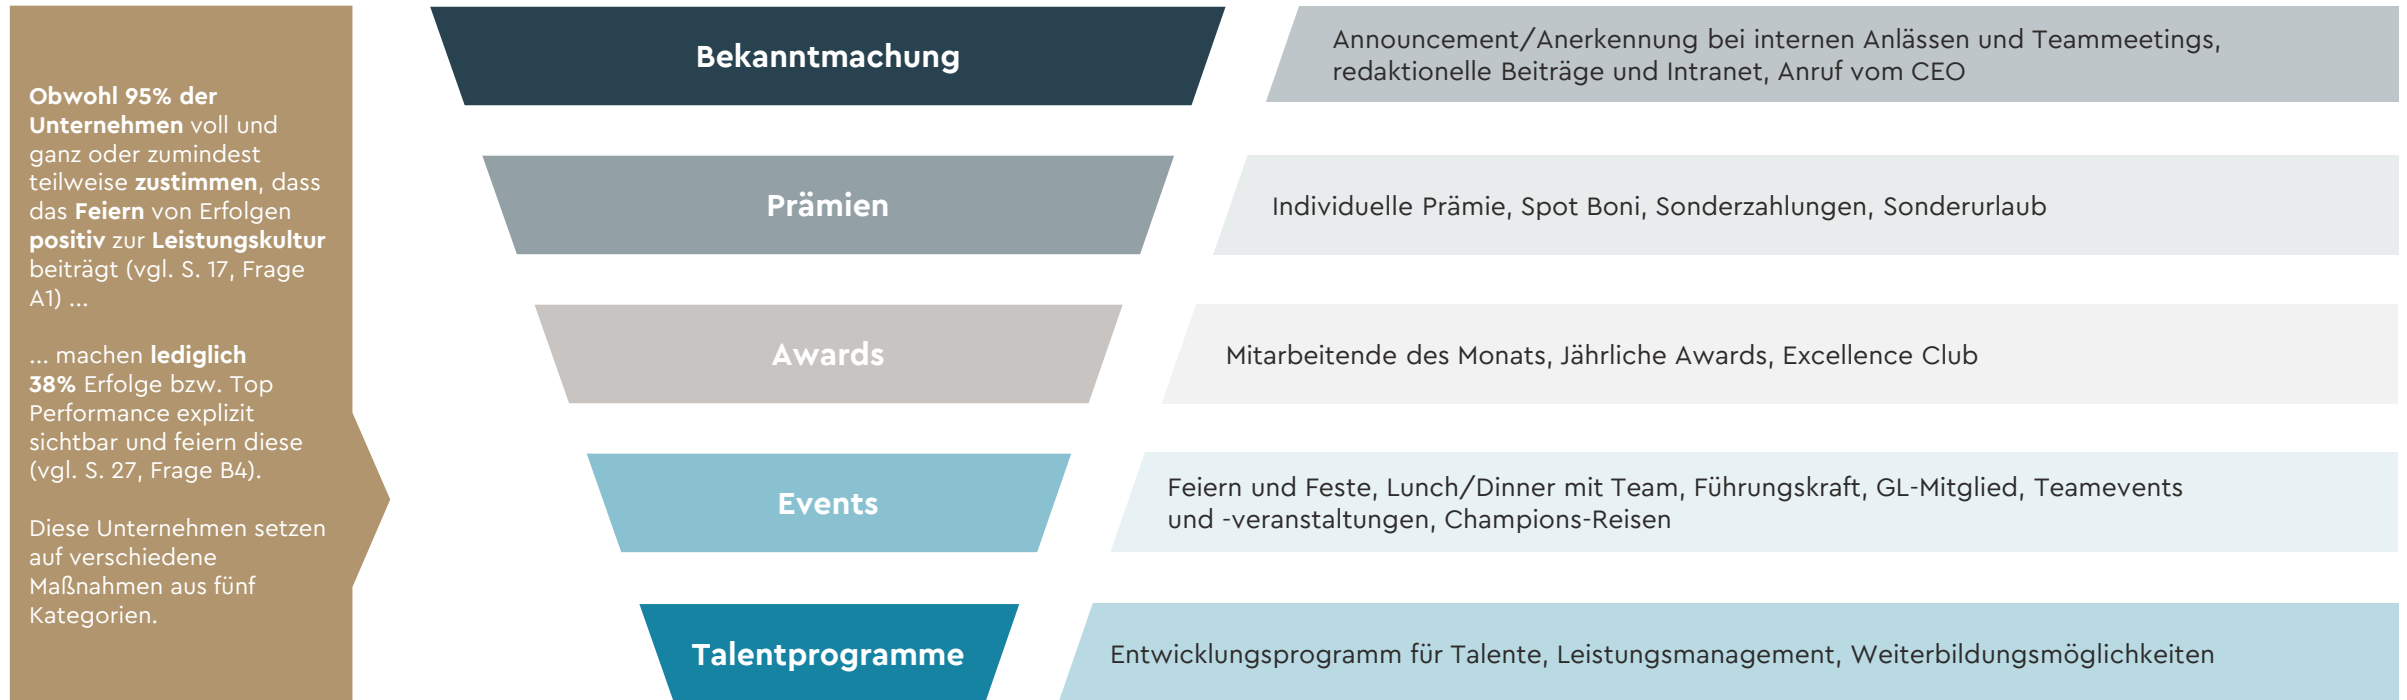 Obwohl 95% der
Unternehmen voll und
ganz oder zumindest
teilweise zustimmen, dass
das Feiern von Erfolgen
positiv zur Leistungskultur
beiträgt (vgl. S. 17, Frage
A1) ...
... machen lediglich
38% Erfolge bzw. Top
Performance explizit
sichtbar und feiern diese
(vgl. S. 27, Frage B4).
Diese Unternehmen setzen
auf verschiedene
Maßnahmen aus fünf
Kategorien.
Bekanntmachung
Announcement/Anerkennung bei internen Anlässen und Teammeetings,
redaktionelle Beiträge und Intranet, Anruf vom CEO
Prämien
Individuelle Prämie, Spot Boni, Sonderzahlungen, Sonderurlaub
Awards
Mitarbeitende des Monats, Jährliche Awards, Excellence Club
Events
Feiern und Feste, Lunch/Dinner mit Team, Führungskraft, GL-Mitglied, Teamevents
und -veranstaltungen, Champions-Reisen
Talentprogramme
Entwicklungsprogramm für Talente, Leistungsmanagement, Weiterbildungsmöglichkeiten